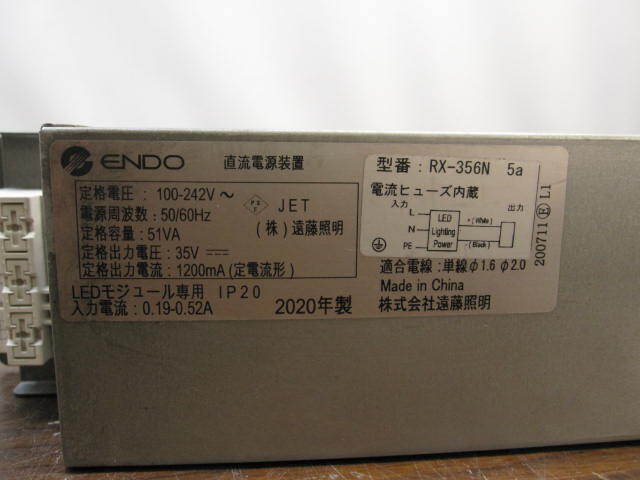 ENDO 直流電源装置
定格電圧：100-242V～
電源周波数：50/60Hz
定格容量：51VA
定格出力電圧：35V⎓
定格出力電流：1200mA(定電流形)
LEDモジュール専用 IP20
入力電流：0.19-0.52A
JET
(株)遠藤照明
2020年製
型番：RX-356N 5a
電流ヒューズ内蔵
入力 出力
L
N
PE
LED
Lighting
Power
+(White)
-(Black)
適合電線：単線φ1.6 φ2.0
Made in China
株式会社遠藤照明
200711 Ⓔ L1